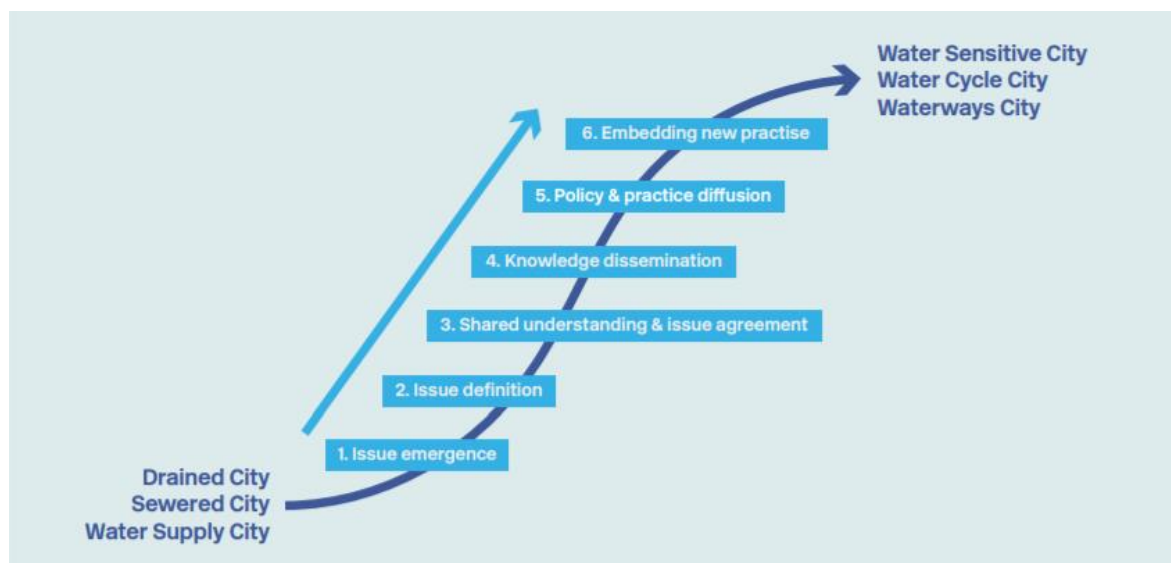 Water Sensitive City
Water Cycle City
Waterways City
6. Embedding new practise
5. Policy & practice diffusion
4. Knowledge dissemination
3. Shared understanding & issue agreement
2. Issue definition
1. Issue emergence
Drained City
Sewered City
Water Supply City